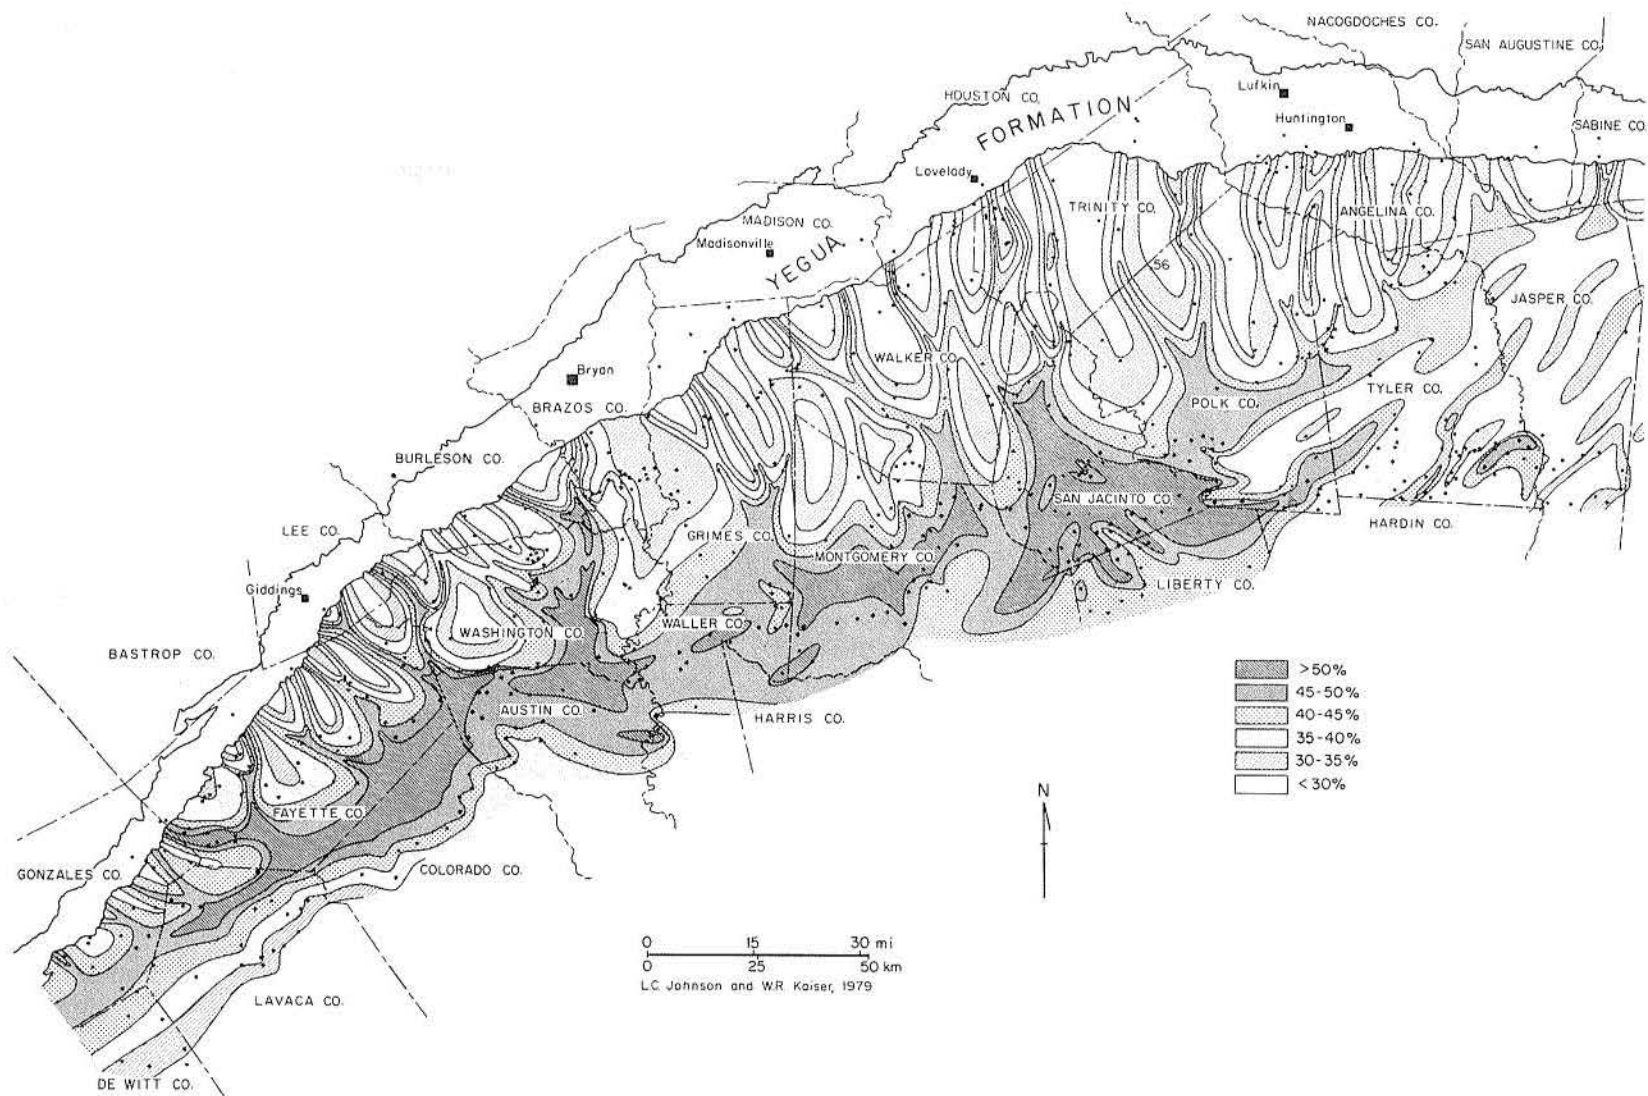 NACOGDOCHES CO.
SAN AUGUSTINE CO.
HOUSTON CO.
Lufkin
FORMATION
Huntington
SABINE CO.
Lovelady
TRINITY CO.
ANGELINA CO.
MADISON CO.
Madisonville
YEGUA
56
JASPER CO.
WALKER CO.
Bryan
TYLER CO.
POLK CO.
BRAZOS CO.
BURLESON CO.
SAN JACINTO CO.
HARDIN CO.
LEE CO.
GRIMES CO.
MONTGOMERY CO.
LIBERTY CO.
Giddings
WALLER CO.
WASHINGTON CO.
BASTROP CO.
>50%
45-50%
AUSTIN CO.
HARRIS CO.
40-45%
35-40%
30-35%
<30%
N
FAYETTE CO.
COLORADO CO.
GONZALES CO.
0 15 30 mi
0 25 50 km
L.C. Johnson and W.R. Kaiser, 1979
LAVACA CO.
DE WITT CO.